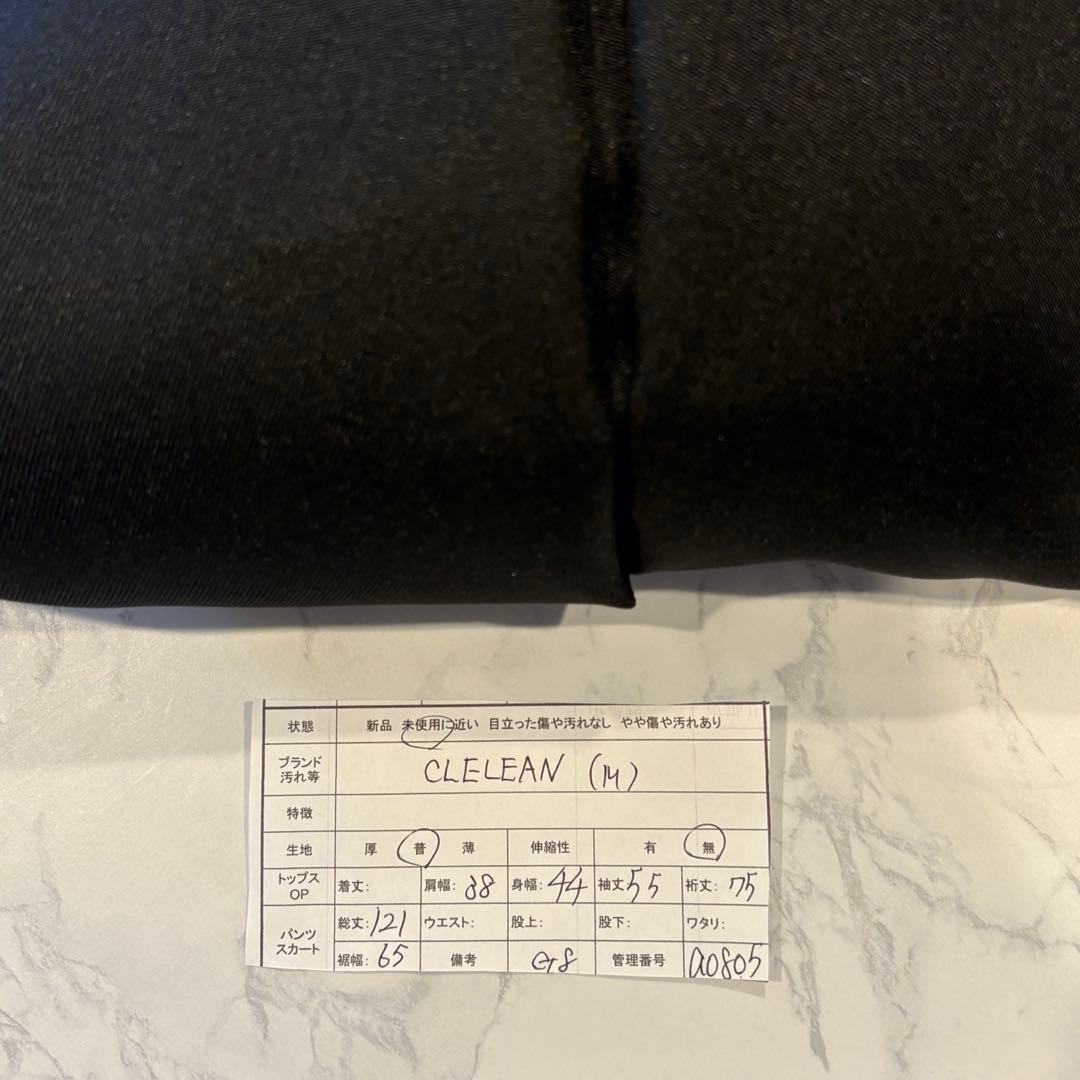 状態 新品 未使用に近い 目立った傷や汚れなし やや傷や汚れあり
ブランド
汚れ等 CLELEAN (M)
特徴
生地 厚 普 薄 伸縮性 有 無
トップス
OP 着丈: 肩幅: 38 身幅: 44 袖丈 55 裄丈: 75
パンツ
スカート 総丈: 121 ウエスト: 股上: 股下: ワタリ:
裾幅: 65 備考 管理番号 a0805